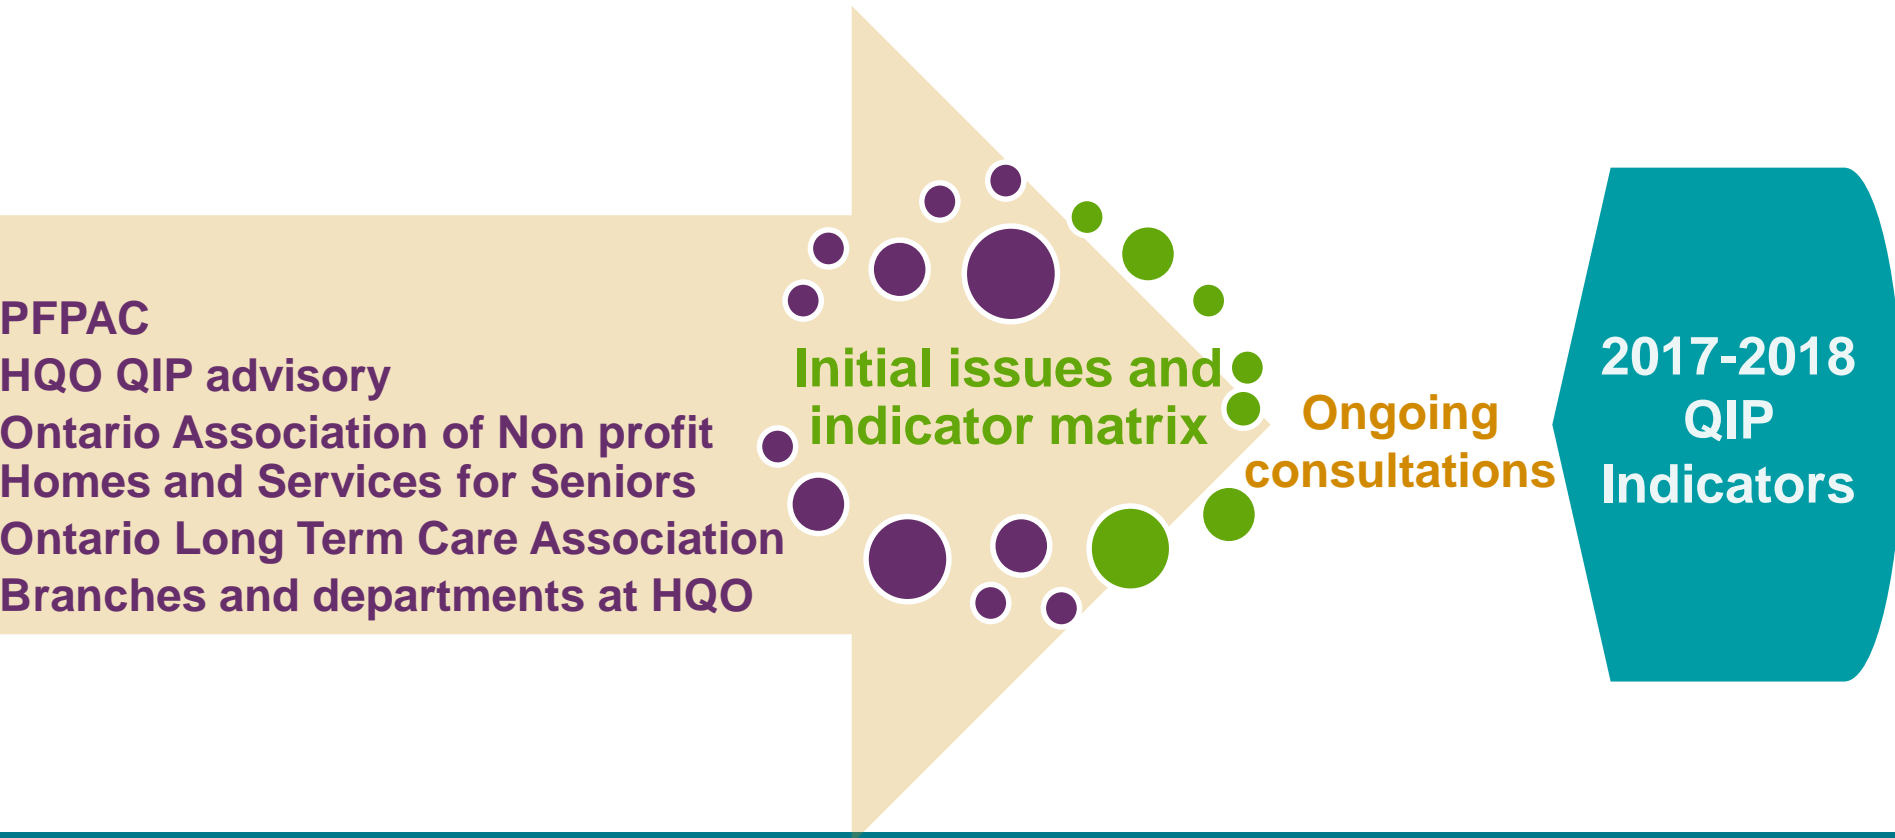 PFPAC
HQO QIP advisory
Ontario Association of Non profit
Homes and Services for Seniors
Ontario Long Term Care Association
Branches and departments at HQO
Initial issues and
indicator matrix
Ongoing
consultations
2017-2018
QIP
Indicators